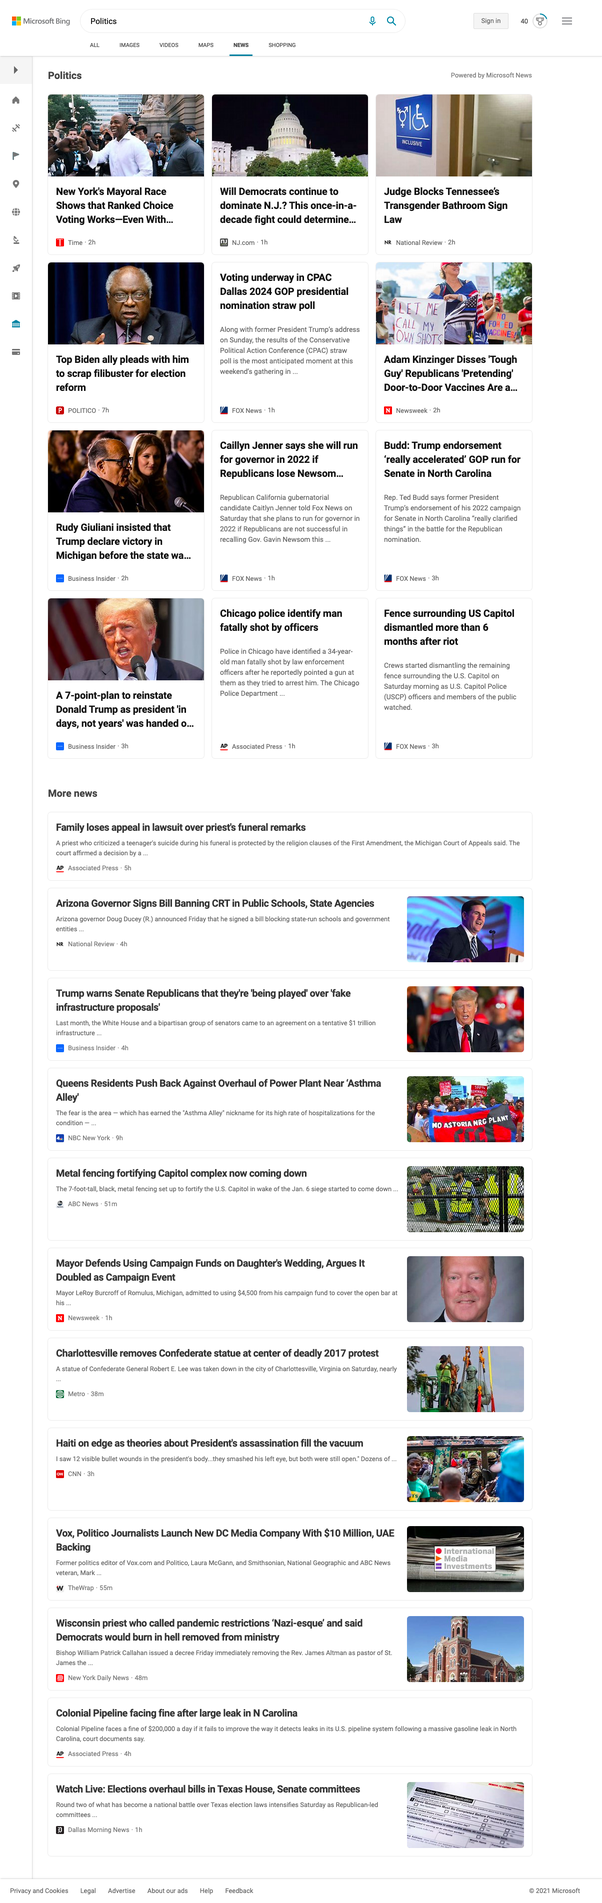 Microsoft Bing
Politics
Sign in
40
ALL
IMAGES
VIDEOS
MAPS
NEWS
SHOPPING
Politics
Powered by Microsoft News
New York's Mayoral Race
Shows that Ranked Choice
Voting Works—Even With...
Time · 2h
Will Democrats continue to
dominate N.J.? This once-in-a-
decade fight could determine...
NJ.com · 1h
INCLUSIVE
Judge Blocks Tennessee's
Transgender Bathroom Sign
Law
NR National Review · 2h
Top Biden ally pleads with him
to scrap filibuster for election
reform
POLITICO · 7h
Voting underway in CPAC
Dallas 2024 GOP presidential
nomination straw poll
Along with former President Trump's address
on Sunday, the results of the Conservative
Political Action Conference (CPAC) straw
poll is the most anticipated moment at this
weekend's gathering in ...
FOX News · 1h
LET ME
CALL MY
OWN SHOTS
NO
FORCED
VACCINES!
Adam Kinzinger Disses 'Tough
Guy' Republicans 'Pretending'
Door-to-Door Vaccines Are a...
Newsweek · 2h
Rudy Giuliani insisted that
Trump declare victory in
Michigan before the state wa...
Business Insider · 2h
Caitlyn Jenner says she will run
for governor in 2022 if
Republicans lose Newsom...
Republican California gubernatorial
candidate Caitlyn Jenner told Fox News on
Saturday that she plans to run for governor in
2022 if Republicans are not successful in
recalling Gov. Gavin Newsom this ...
FOX News · 1h
Budd: Trump endorsement
'really accelerated' GOP run for
Senate in North Carolina
Rep. Ted Budd says former President
Trump's endorsement of his 2022 campaign
for Senate in North Carolina "really clarified
things" in the battle for the Republican
nomination.
FOX News · 3h
A 7-point-plan to reinstate
Donald Trump as president 'in
days, not years' was handed o...
Business Insider · 3h
Chicago police identify man
fatally shot by officers
Police in Chicago have identified a 34-year-
old man fatally shot by law enforcement
officers after he reportedly pointed a gun at
them as they tried to arrest him. The Chicago
Police Department ...
AP Associated Press · 1h
Fence surrounding US Capitol
dismantled more than 6
months after riot
Crews started dismantling the remaining
fence surrounding the U.S. Capitol on
Saturday morning as U.S. Capitol Police
(USCP) officers and members of the public
watched.
FOX News · 3h
More news
Family loses appeal in lawsuit over priest's funeral remarks
A priest who criticized a teenager's suicide during his funeral is protected by the religion clauses of the First Amendment, the Michigan Court of Appeals said. The
court affirmed a decision by a ...
AP Associated Press · 5h
Arizona Governor Signs Bill Banning CRT in Public Schools, State Agencies
Arizona governor Doug Ducey (R.) announced Friday that he signed a bill blocking state-run schools and government
entities ...
NR National Review · 4h
Trump warns Senate Republicans that they're 'being played' over 'fake
infrastructure proposals'
Last month, the White House and a bipartisan group of senators came to an agreement on a tentative $1 trillion
infrastructure ...
Business Insider · 4h
Queens Residents Push Back Against Overhaul of Power Plant Near 'Asthma
Alley'
The fear is the area — which has earned the "Asthma Alley" nickname for its high rate of hospitalizations for the
condition — ...
NBC New York · 9h
NO ASTORIA NRG PLANT
Metal fencing fortifying Capitol complex now coming down
The 7-foot-tall, black, metal fencing set up to fortify the U.S. Capitol in wake of the Jan. 6 siege started to come down ...
ABC News · 51m
Mayor Defends Using Campaign Funds on Daughter's Wedding, Argues It
Doubled as Campaign Event
Mayor LeRoy Burcroff of Romulus, Michigan, admitted to using $4,500 from his campaign fund to cover the open bar at
his ...
Newsweek · 1h
Charlottesville removes Confederate statue at center of deadly 2017 protest
A statue of Confederate General Robert E. Lee was taken down in the city of Charlottesville, Virginia on Saturday, nearly
...
Metro · 38m
Haiti on edge as theories about President's assassination fill the vacuum
I saw 12 visible bullet wounds in the president's body...they smashed his left eye, but both were still open." Dozens of ...
CNN · 3h
Vox, Politico Journalists Launch New DC Media Company With $10 Million, UAE
Backing
Former politics editor of Vox.com and Politico, Laura McGann, and Smithsonian, National Geographic and ABC News
veteran, Mark ...
TheWrap · 55m
International
Media
Investments
Wisconsin priest who called pandemic restrictions 'Nazi-esque' and said
Democrats would burn in hell removed from ministry
Bishop William Patrick Callahan issued a decree Friday immediately removing the Rev. James Altman as pastor of St.
James the ...
New York Daily News · 48m
Colonial Pipeline facing fine after large leak in N Carolina
Colonial Pipeline faces a fine of $200,000 a day if it fails to improve the way it detects leaks in its U.S. pipeline system following a massive gasoline leak in North
Carolina, court documents say.
AP Associated Press · 4h
Watch Live: Elections overhaul bills in Texas House, Senate committees
Round two of what has become a national battle over Texas election laws intensifies Saturday as Republican-led
committees ...
Dallas Morning News · 1h
Privacy and Cookies
Legal
Advertise
About our ads
Help
Feedback
© 2021 Microsoft